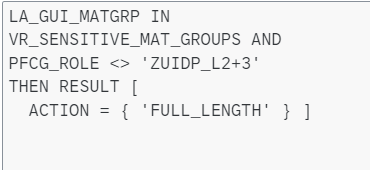 LA_GUI_MATGRP IN
VR_SENSITIVE_MAT_GROUPS AND
PFCG_ROLE <> 'ZUIDP_L2+3'
THEN RESULT [
ACTION = { 'FULL_LENGTH' } ]